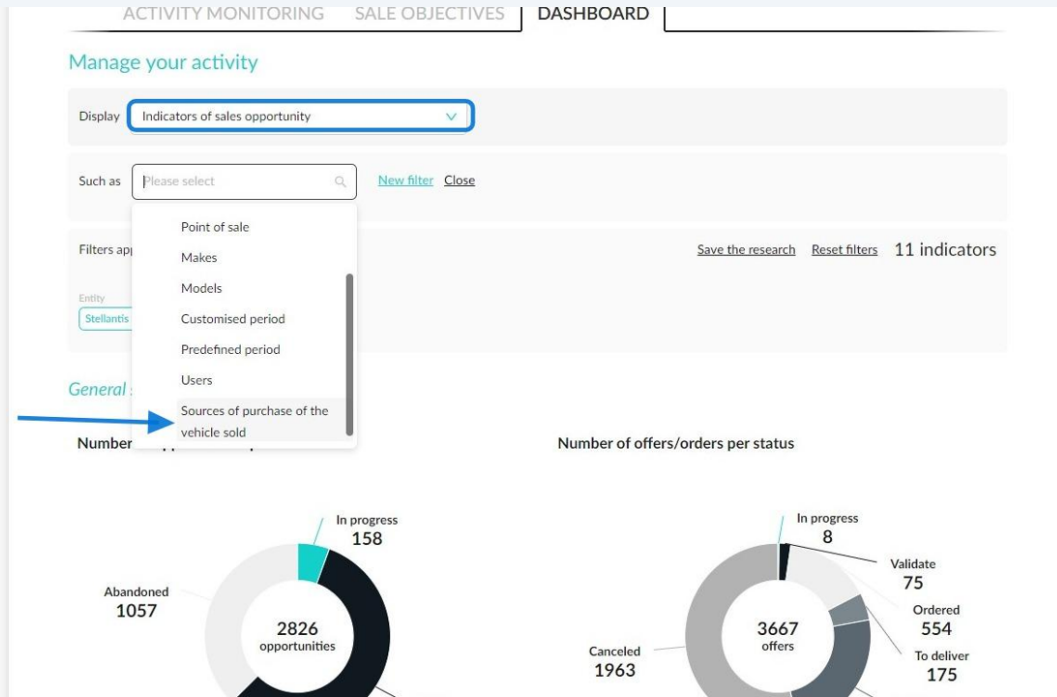 ACTIVITY MONITORING SALE OBJECTIVES DASHBOARD
Manage your activity
Display Indicators of sales opportunity
Such as Please select New filter Close
Point of sale
Filters Save the research Reset filters 11 indicators
Makes
Models
Entity
Stellantis
Customised period
Predefined period
Users
General
Sources of purchase of the
vehicle sold
Number
Number of offers/orders per status
In progress
158
Abandoned
1057
2826
opportunities
In progress
8
Validate
75
Ordered
554
To deliver
175
3667
offers
Canceled
1963